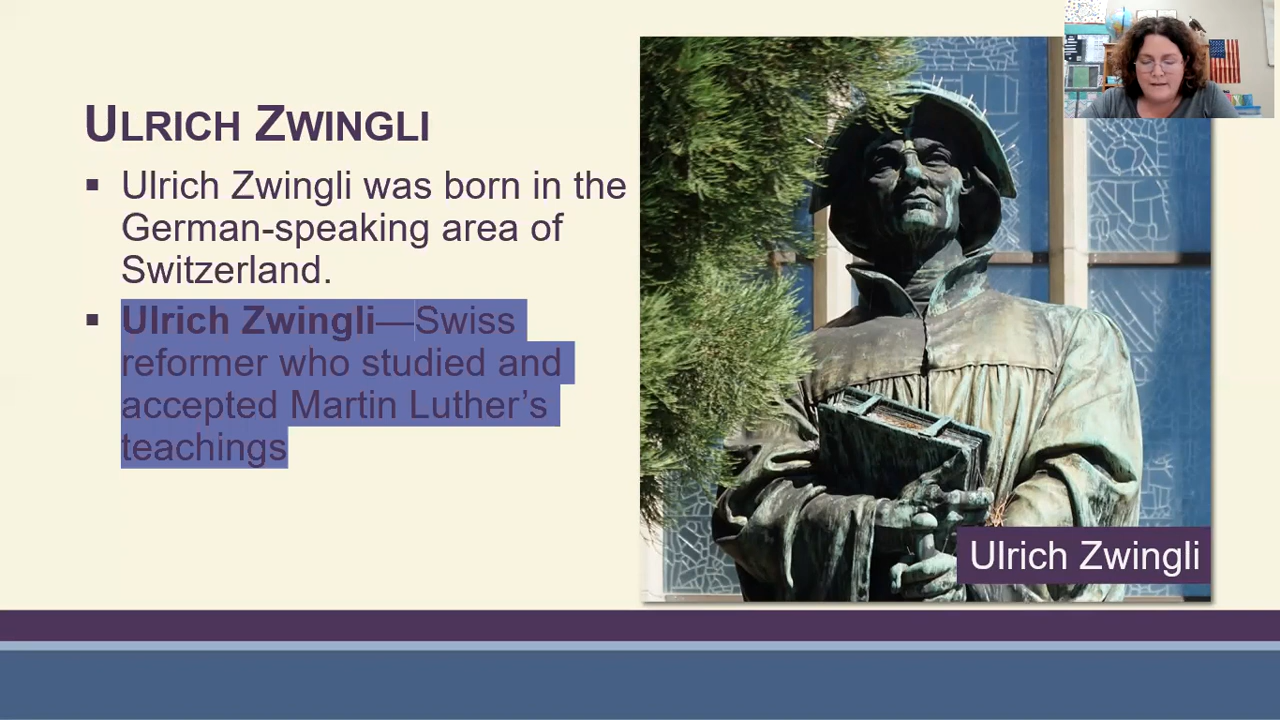 ULRICH ZWINGLI
▪ Ulrich Zwingli was born in the
German-speaking area of
Switzerland.
▪ Ulrich Zwingli—Swiss
reformer who studied and
accepted Martin Luther’s
teachings
Ulrich Zwingli